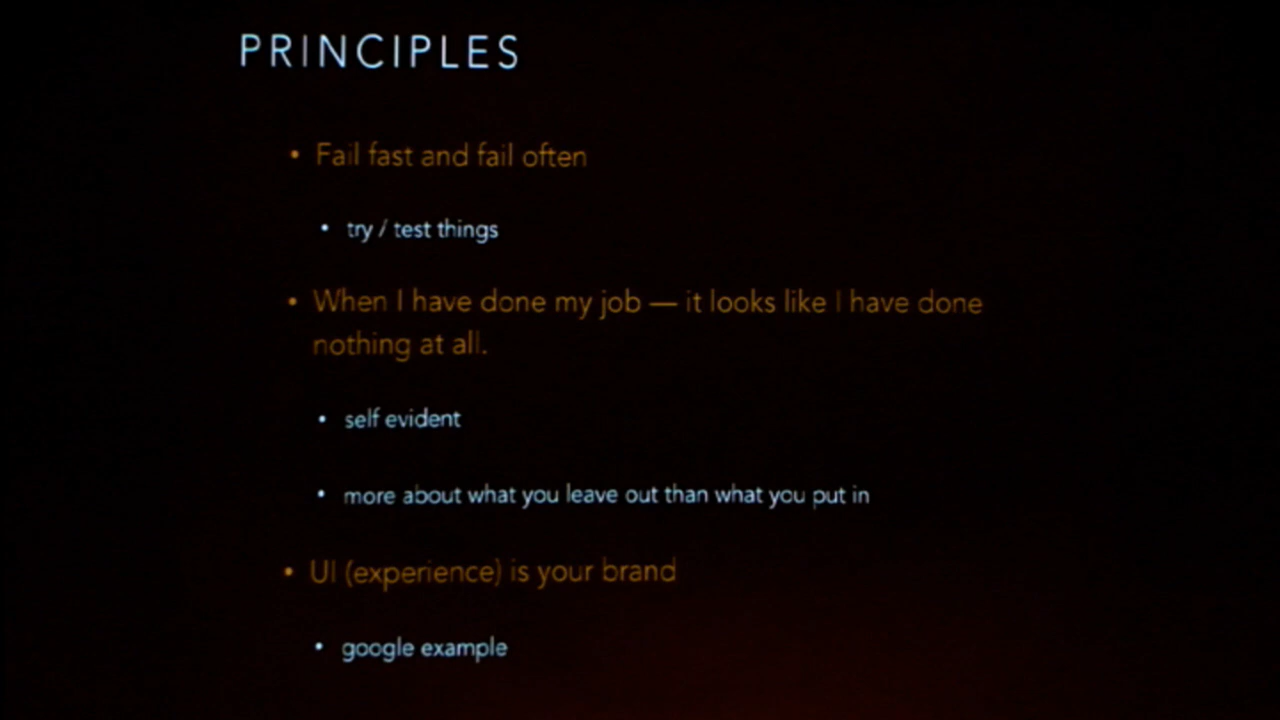 PRINCIPLES
• Fail fast and fail often
• try / test things
• When I have done my job — it looks like I have done
nothing at all.
• self evident
• more about what you leave out than what you put in
• UI (experience) is your brand
• google example